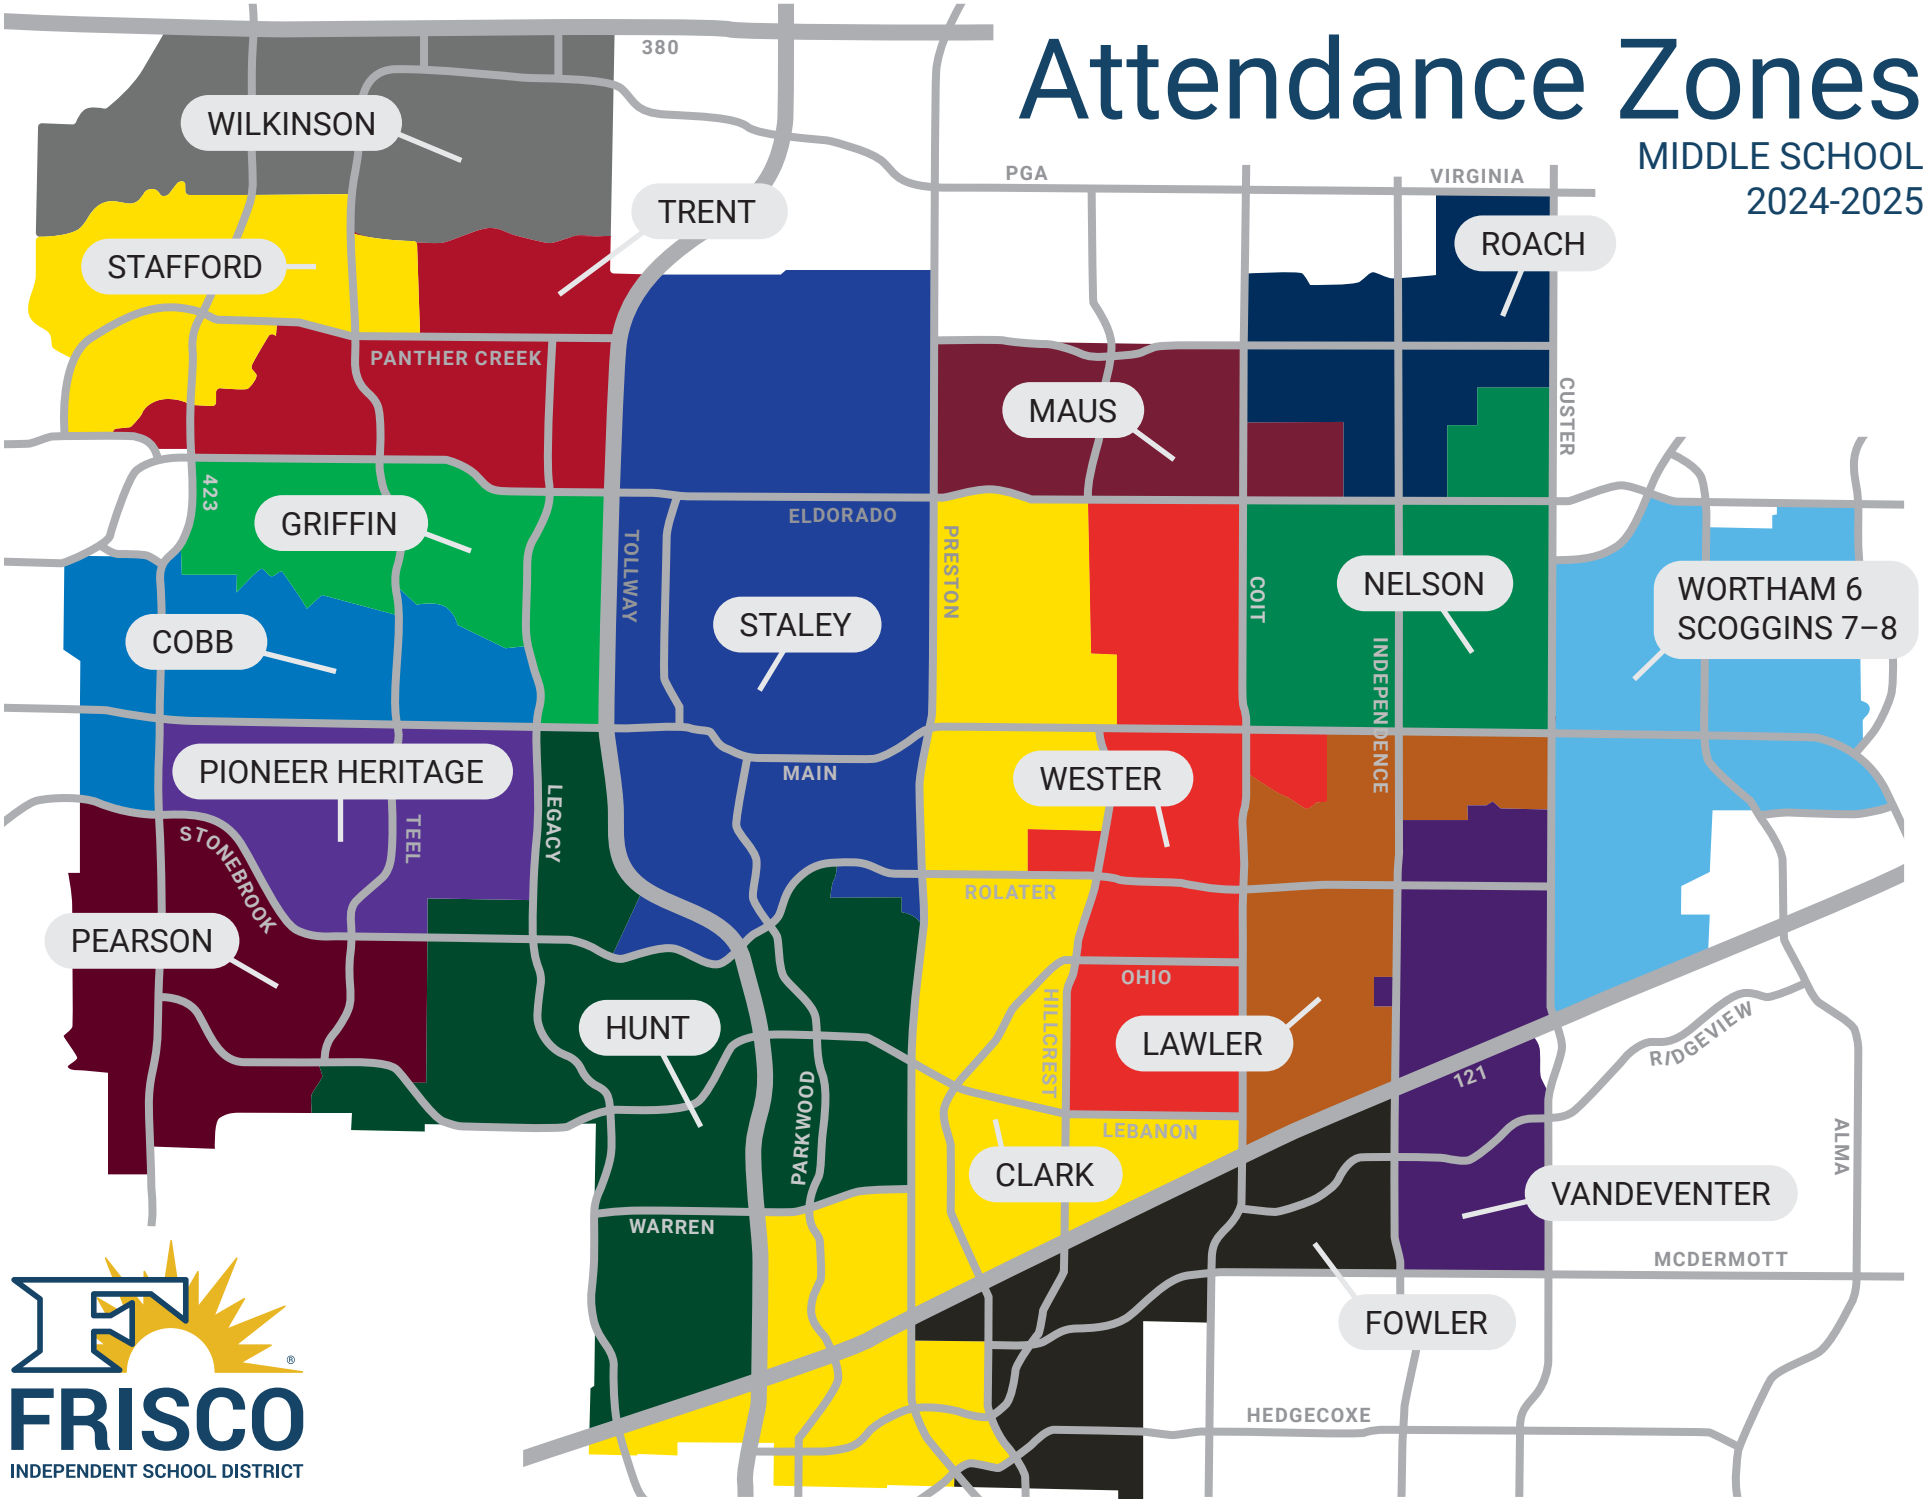 Attendance Zones
MIDDLE SCHOOL
2024-2025
380
WILKINSON
PGA
VIRGINIA
TRENT
ROACH
STAFFORD
PANTHER CREEK
MAUS
CUSTER
423
GRIFFIN
ELDORADO
TOLLWAY
PRESTON
COIT
NELSON
WORTHAM 6
SCOGGINS 7–8
COBB
STALEY
INDEPENDENCE
PIONEER HERITAGE
MAIN
WESTER
LEGACY
TEEL
STONEBROOK
ROLATER
PEARSON
OHIO
HILLCREST
HUNT
LAWLER
RIDGEVIEW
121
PARKWOOD
LEBANON
ALMA
CLARK
VANDEVENTER
WARREN
MCDERMOTT
FOWLER
HEDGECOXE
F
®
FRISCO
INDEPENDENT SCHOOL DISTRICT